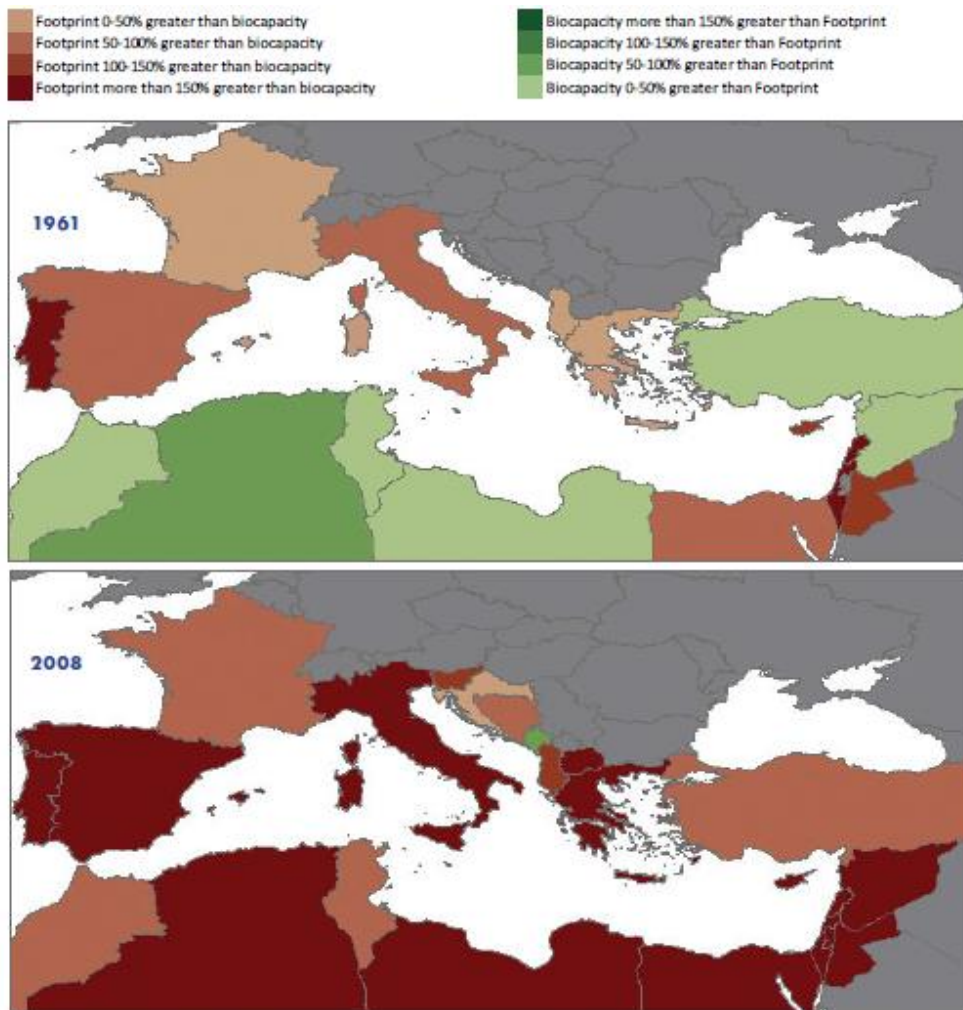 Footprint 0-50% greater than biocapacity
Footprint 50-100% greater than biocapacity
Footprint 100-150% greater than biocapacity
Footprint more than 150% greater than biocapacity
Biocapacity more than 150% greater than Footprint
Biocapacity 100-150% greater than Footprint
Biocapacity 50-100% greater than Footprint
Biocapacity 0-50% greater than Footprint
1961
2008